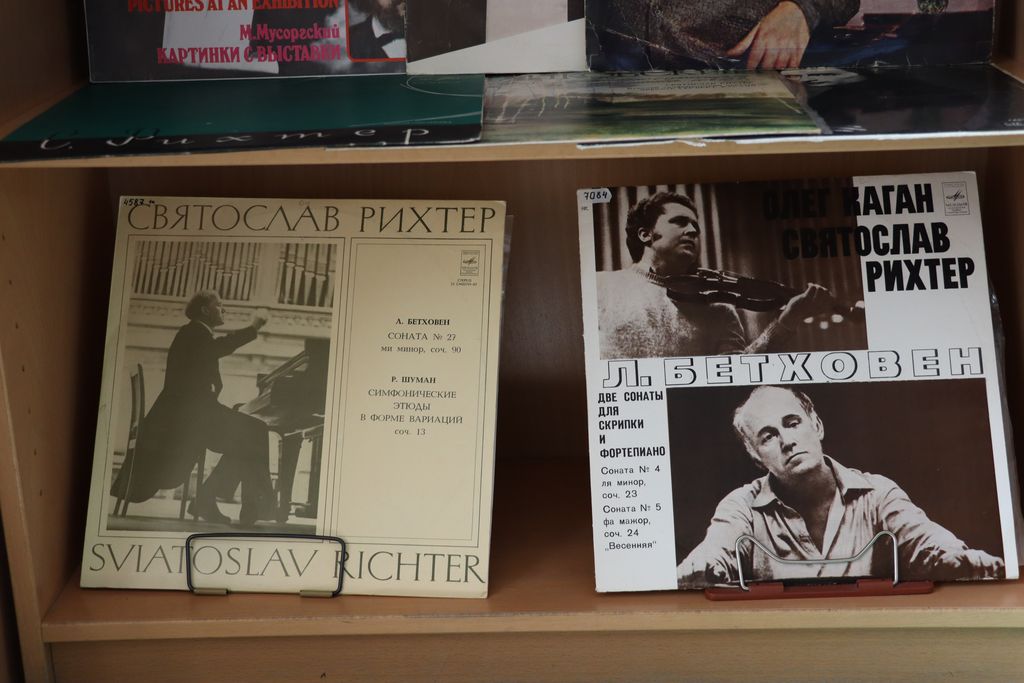 PICTURES AT AN EXHIBITION
М.Мусоргский
КАРТИНКИ С ВЫСТАВКИ
С. Рихтер
4583
СВЯТОСЛАВ РИХТЕР
Л. БЕТХОВЕН
СОНАТА № 27
ми минор, соч. 90
Р. ШУМАН
СИМФОНИЧЕСКИЕ
ЭТЮДЫ
В ФОРМЕ ВАРИАЦИЙ
соч. 13
SVIATOSLAV RICHTER
7084
ОЛЕГ КАГАН
СВЯТОСЛАВ
РИХТЕР
Л. БЕТХОВЕН
ДВЕ СОНАТЫ
ДЛЯ
СКРИПКИ
И
ФОРТЕПИАНО
Соната № 4
ля минор,
соч. 23
Соната № 5
фа мажор,
соч. 24
„Весенняя"